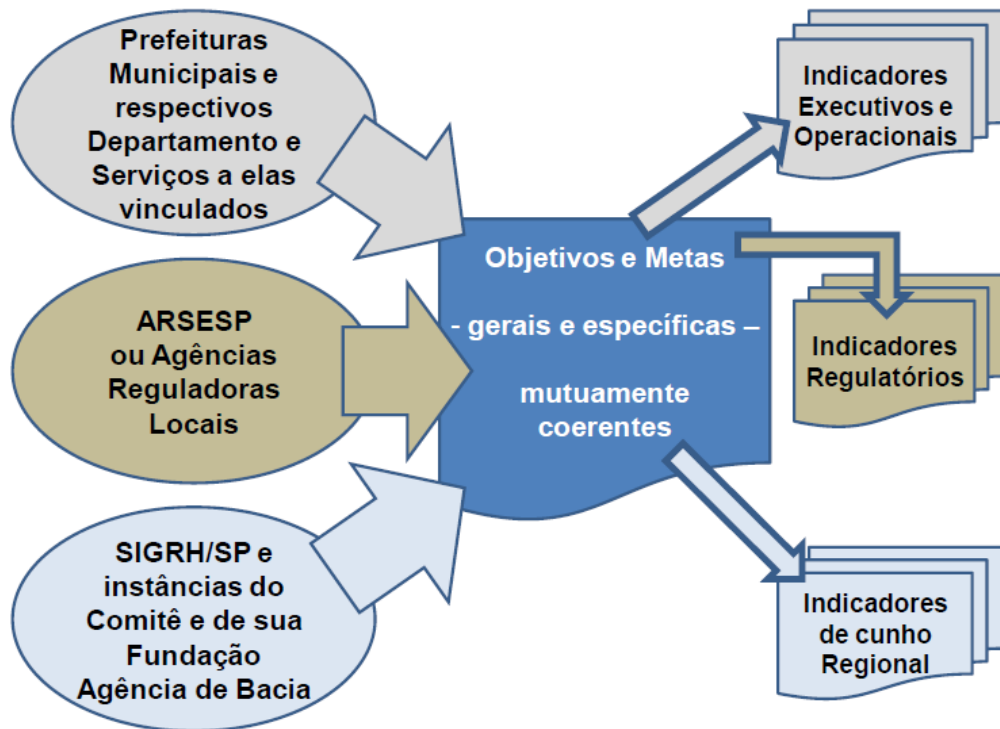 Prefeituras
Municipais e
respectivos
Departamento e
Serviços a elas
vinculados
ARSESP
ou Agências
Reguladoras
Locais
SIGRH/SP e
instâncias do
Comitê e de sua
Fundação
Agência de Bacia
Objetivos e Metas
- gerais e específicas –
mutuamente
coerentes
Indicadores
Executivos e
Operacionais
Indicadores
Regulatórios
Indicadores
de cunho
Regional